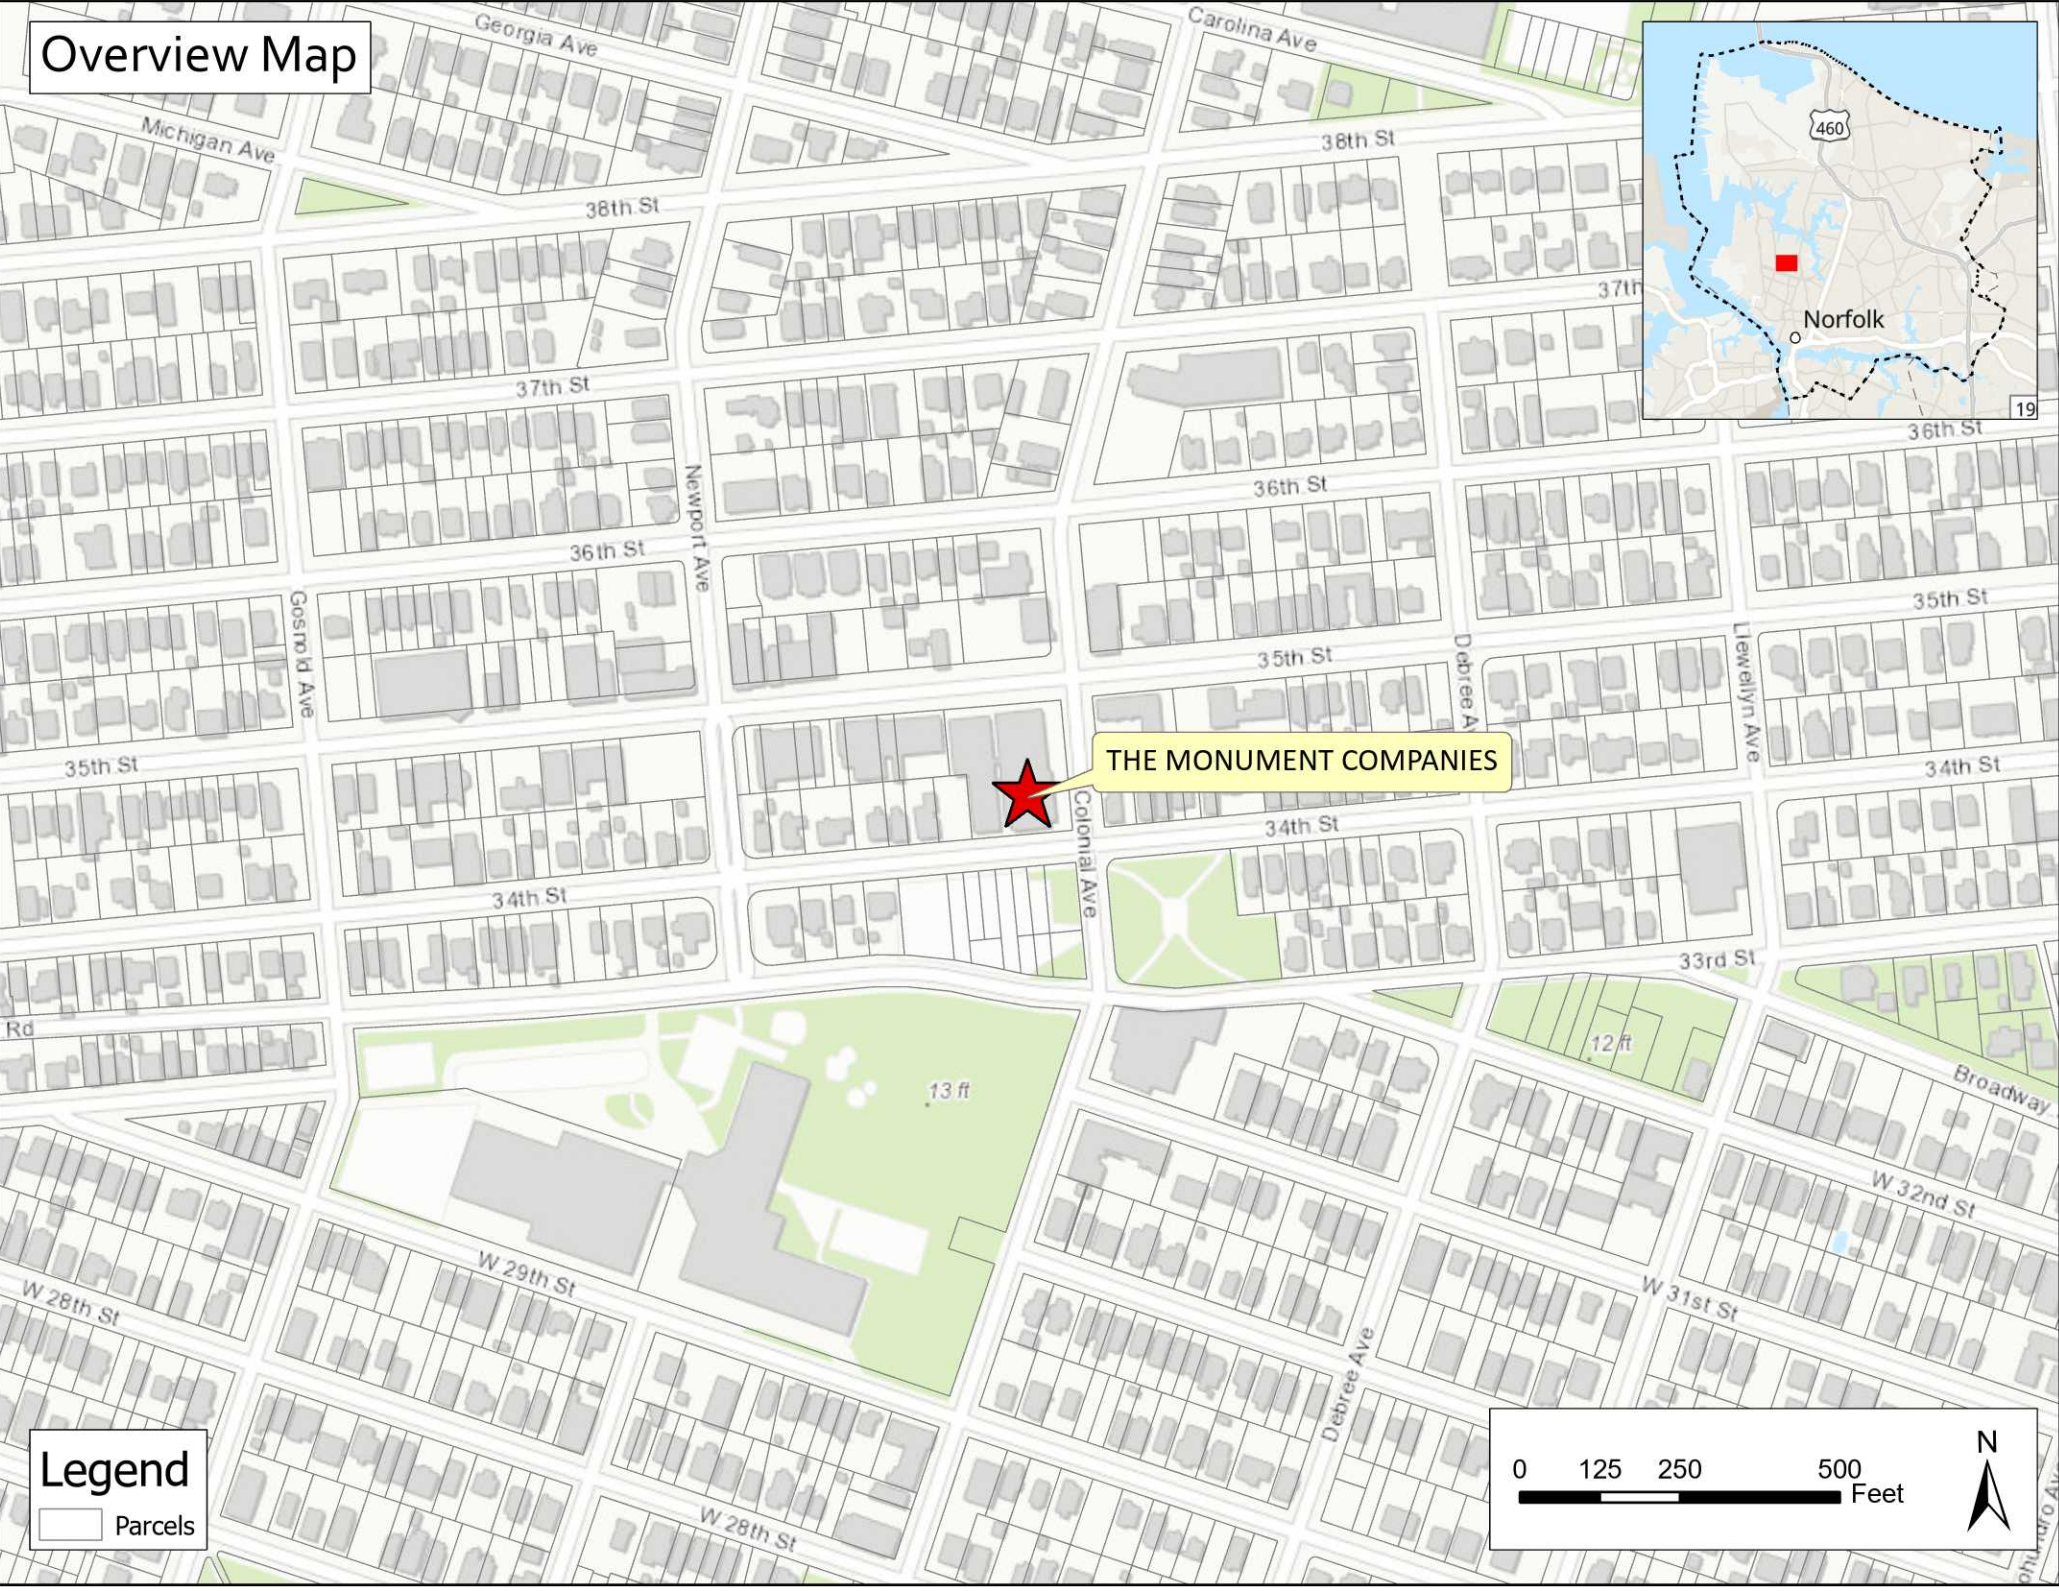 Overview Map
Georgia Ave
Carolina Ave
Michigan Ave
460
38th St
38th St
37th
Norfolk
37th St
19
36th St
36th St
Newport Ave
36th St
Gosnold Ave
35th St
Debree Av
Llewellyn Ave
35th St
35th St
THE MONUMENT COMPANIES
34th St
Colonial Ave
34th St
34th St
33rd St
Rd
12 ft
13 ft
Broadway
W 32nd St
W 29th St
W 31st St
W 28th St
Debree Ave
Legend
Parcels
W 28th St
0 125 250 500
Feet
N